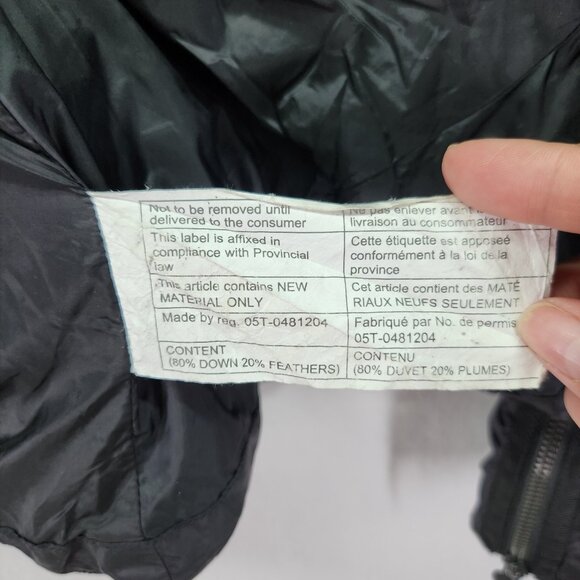 Not to be removed until
delivered to the consumer
Ne pas enlever avant la
livraison au consommateur
This label is affixed in
compliance with Provincial
law
Cette étiquette est apposée
conformément à la loi de la
province
This article contains NEW
MATERIAL ONLY
Cet article contient des MATÉ
RIAUX NEUFS SEULEMENT
Made by reg. 05T-0481204
Fabriqué par No. de permis
05T-0481204
CONTENT
(80% DOWN 20% FEATHERS)
CONTENU
(80% DUVET 20% PLUMES)